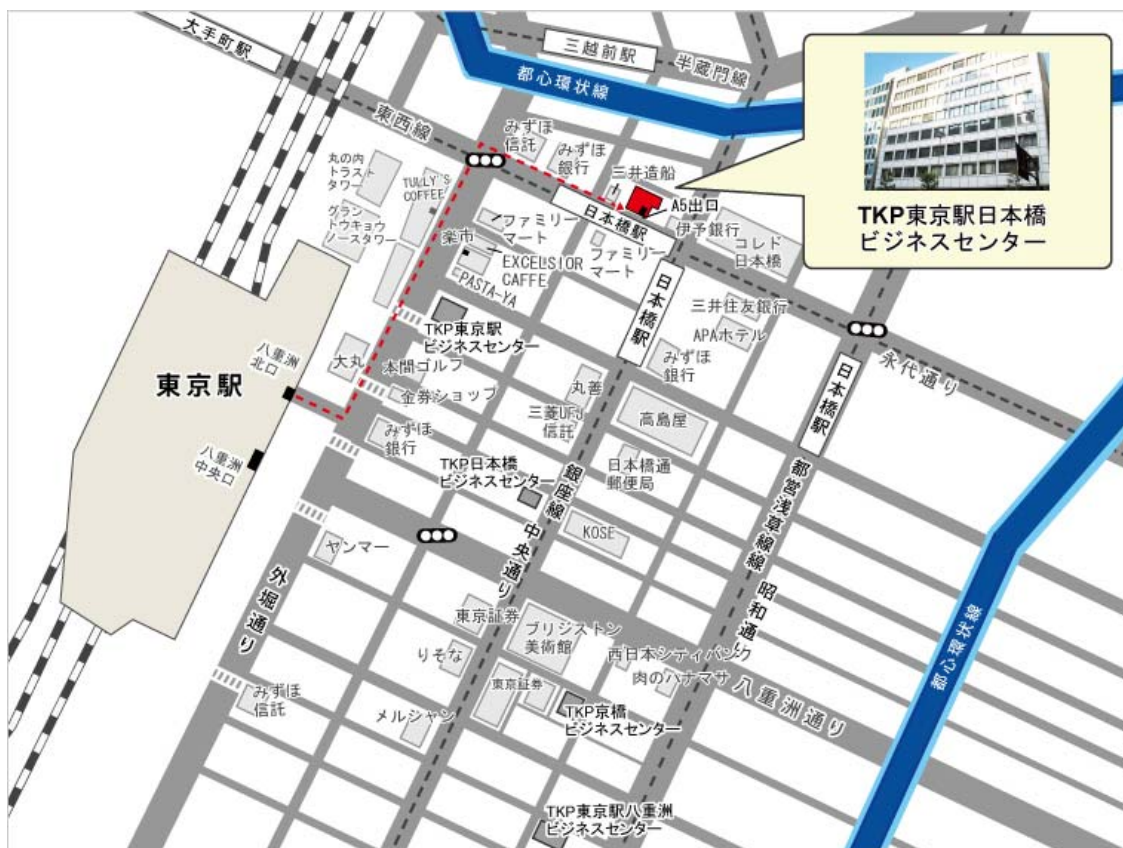 大手町駅
三越前駅
半蔵門線
都心環状線
東西線
みずほ
信託
みずほ
銀行
三井造船
A5出口
日本橋駅
伊予銀行
コレド
日本橋
TKP東京駅日本橋
ビジネスセンター
丸の内
トラスト
タワー
TULLY'S
COFFEE
グラン
トウキョウ
ノースタワー
楽市
ファミリー
マート
EXCELSIOR
CAFFE
PASTA-YA
ファミリー
マート
日本橋駅
三井住友銀行
APAホテル
みずほ
銀行
永代通り
日本橋駅
TKP東京駅
ビジネスセンター
八重洲
北口
東京駅
大丸
本間ゴルフ
金券ショップ
みずほ
銀行
丸善
三菱UFJ
信託
高島屋
八重洲
中央口
TKP日本橋
ビジネスセンター
日本橋通
郵便局
銀座線
中央通り
KOSE
都営浅草線線
昭和通り
ヤンマー
外堀通り
東京証券
ブリジストン
美術館
りそな
西日本シティバンク
肉のハナマサ
八重洲通り
都心環状線
東京証券
みずほ
信託
メルシャン
TKP京橋
ビジネスセンター
TKP東京駅八重洲
ビジネスセンター